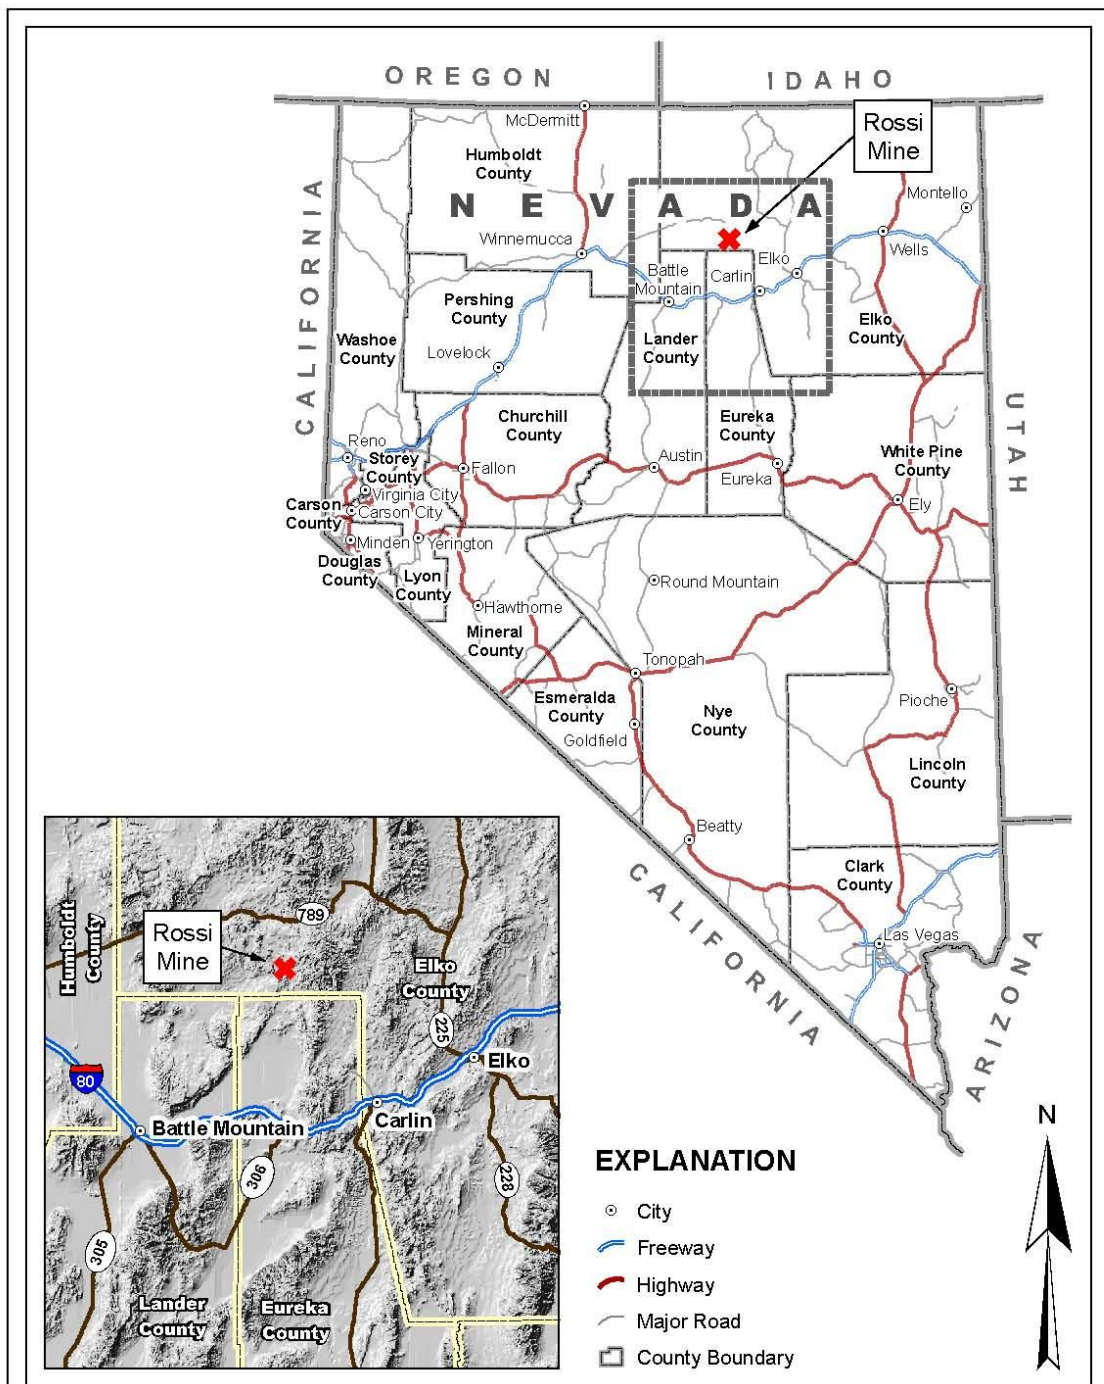 OREGON
IDAHO
McDermitt
Rossi
Mine
Humboldt
County
Montello
NEVADA
CALIFORNIA
Winnemucca
Wells
Elko
Battle
Mountain
Carlin
Pershing
County
Elko
County
Washoe
County
Lander
County
Lovelock
UTAH
Churchill
County
Eureka
County
Reno
Storey
County
Fallon
Austin
Eureka
White Pine
County
Virginia City
Carson
County
Carson City
Ely
Minden
Yerington
Douglas
County
Lyon
County
Round Mountain
Hawthorne
Mineral
County
Tonopah
Esmeralda
County
Pioche
Nye
County
Goldfield
Lincoln
County
Beatty
Clark
County
CALIFORNIA
Las Vegas
ARIZONA
Humboldt
County
789
Rossi
Mine
Elko
County
225
Elko
80
Carlin
Battle Mountain
306
228
305
Lander
County
Eureka
County
N
EXPLANATION
City
Freeway
Highway
Major Road
County Boundary